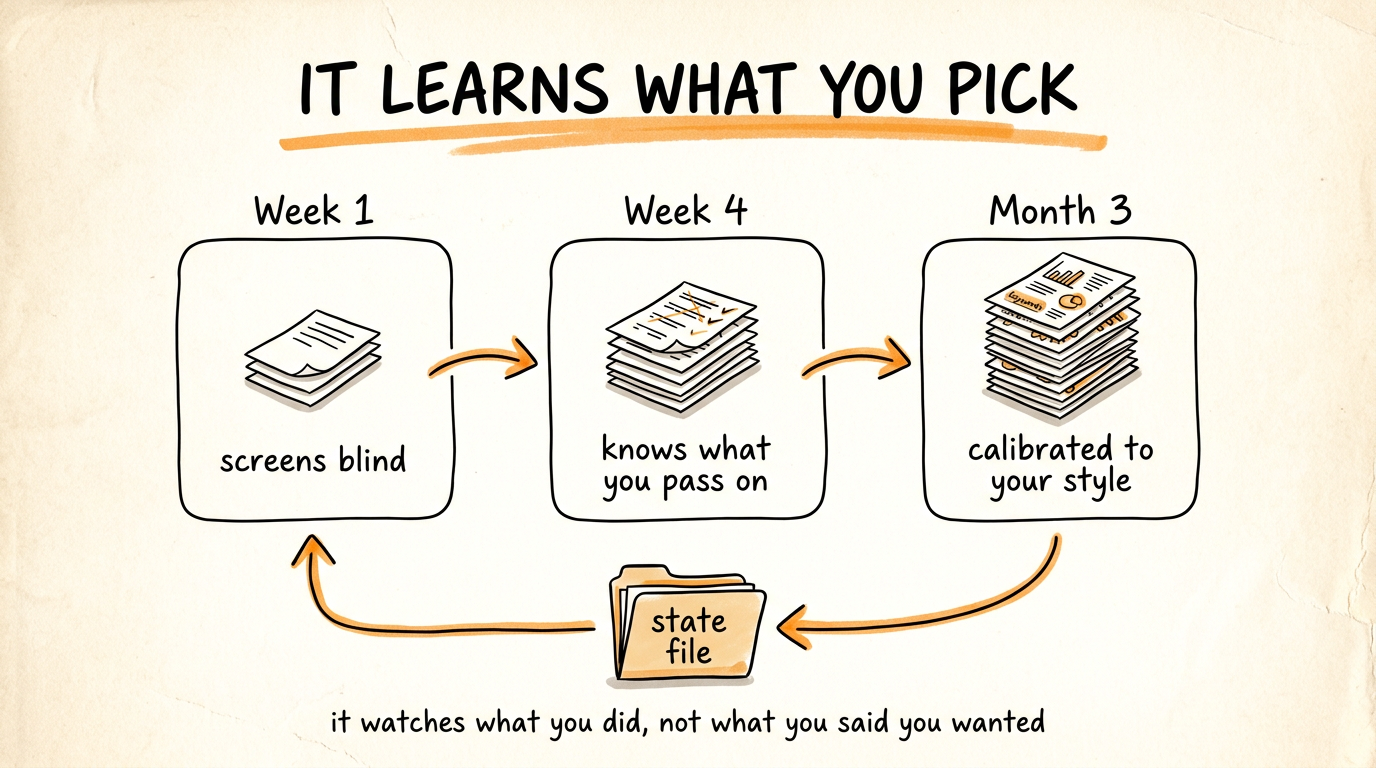 IT LEARNS WHAT YOU PICK
Week 1
Week 4
Month 3
screens blind
knows what
you pass on
calibrated to
your style
state
file
it watches what you did, not what you said you wanted